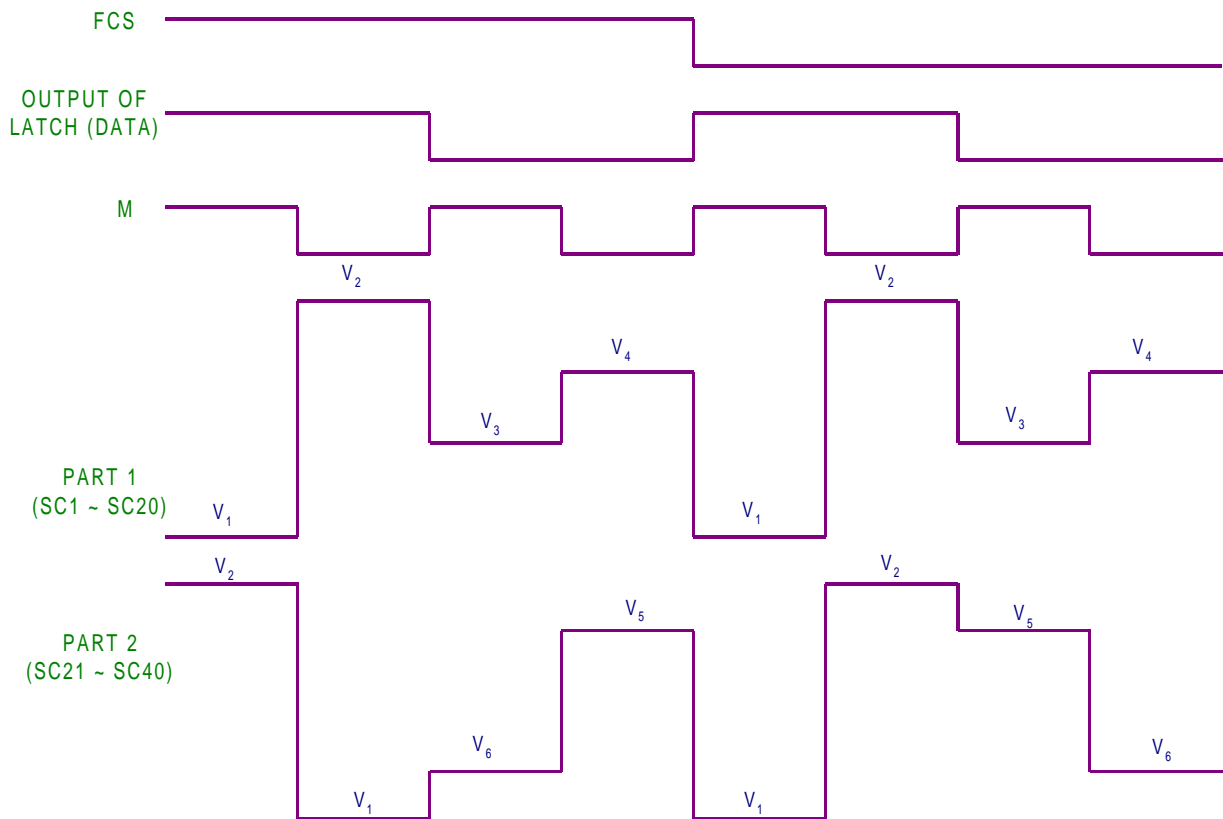 FCS
OUTPUT OF
LATCH (DATA)
M
V2
V2
V4
V4
V3
V3
PART 1
(SC1 ~ SC20)
V1
V1
V2
V2
V5
V5
PART 2
(SC21 ~ SC40)
V6
V6
V1
V1